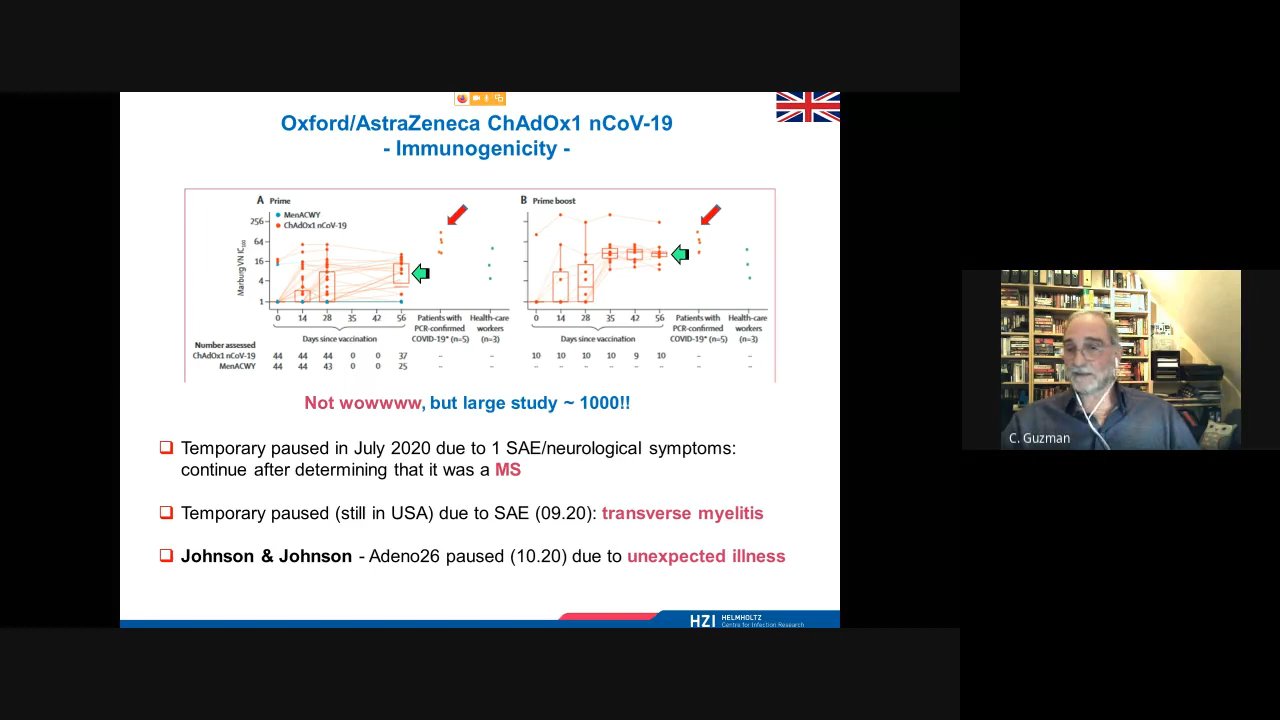 Oxford/AstraZeneca ChAdOx1 nCoV-19
- Immunogenicity -
A Prime
MenACWY
ChAdOx1 nCoV-19
Marburg VN IC100
256
64
16
4
1
0 14 28 35 42 56
Days since vaccination
Patients with
PCR-confirmed
COVID-19* (n=5)
Health-care
workers
(n=3)
B Prime boost
0 14 28 35 42 56
Days since vaccination
Patients with
PCR-confirmed
COVID-19* (n=5)
Health-care
workers
(n=3)
Number assessed
ChAdOx1 nCoV-19 44 44 44 0 0 37 -- -- 10 10 10 10 9 10 -- --
MenACWY 44 44 43 0 0 25 -- -- -- -- -- -- -- -- -- --
Not wowwww, but large study ~ 1000!!
Temporary paused in July 2020 due to 1 SAE/neurological symptoms:
continue after determining that it was a MS
Temporary paused (still in USA) due to SAE (09.20): transverse myelitis
Johnson & Johnson - Adeno26 paused (10.20) due to unexpected illness
HZI HELMHOLTZ
Centre for Infection Research
C. Guzman